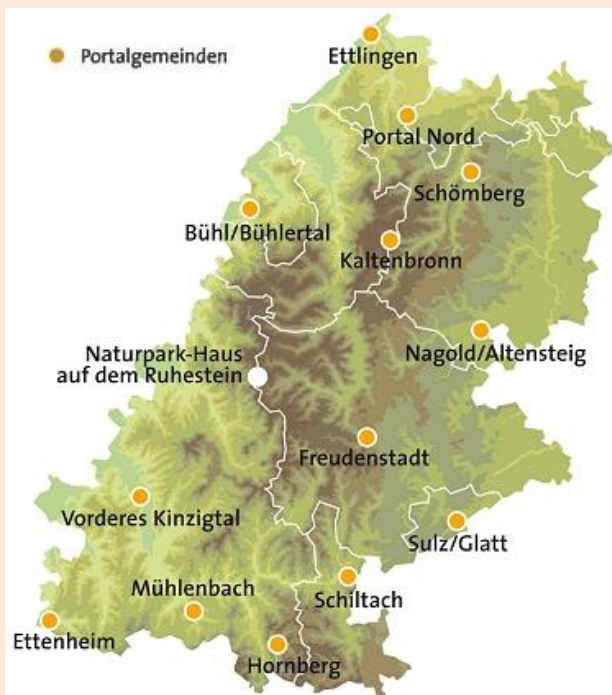 Ettlingen
Portalgemeinden
Portal Nord
Schömberg
Bühl/Bühlertal
Kaltenbronn
Naturpark-Haus
auf dem Ruhestein
Nagold/Altensteig
Freudenstadt
Vorderes Kinzigtal
Sulz/Glatt
Mühlenbach
Schiltach
Ettenheim
Hornberg